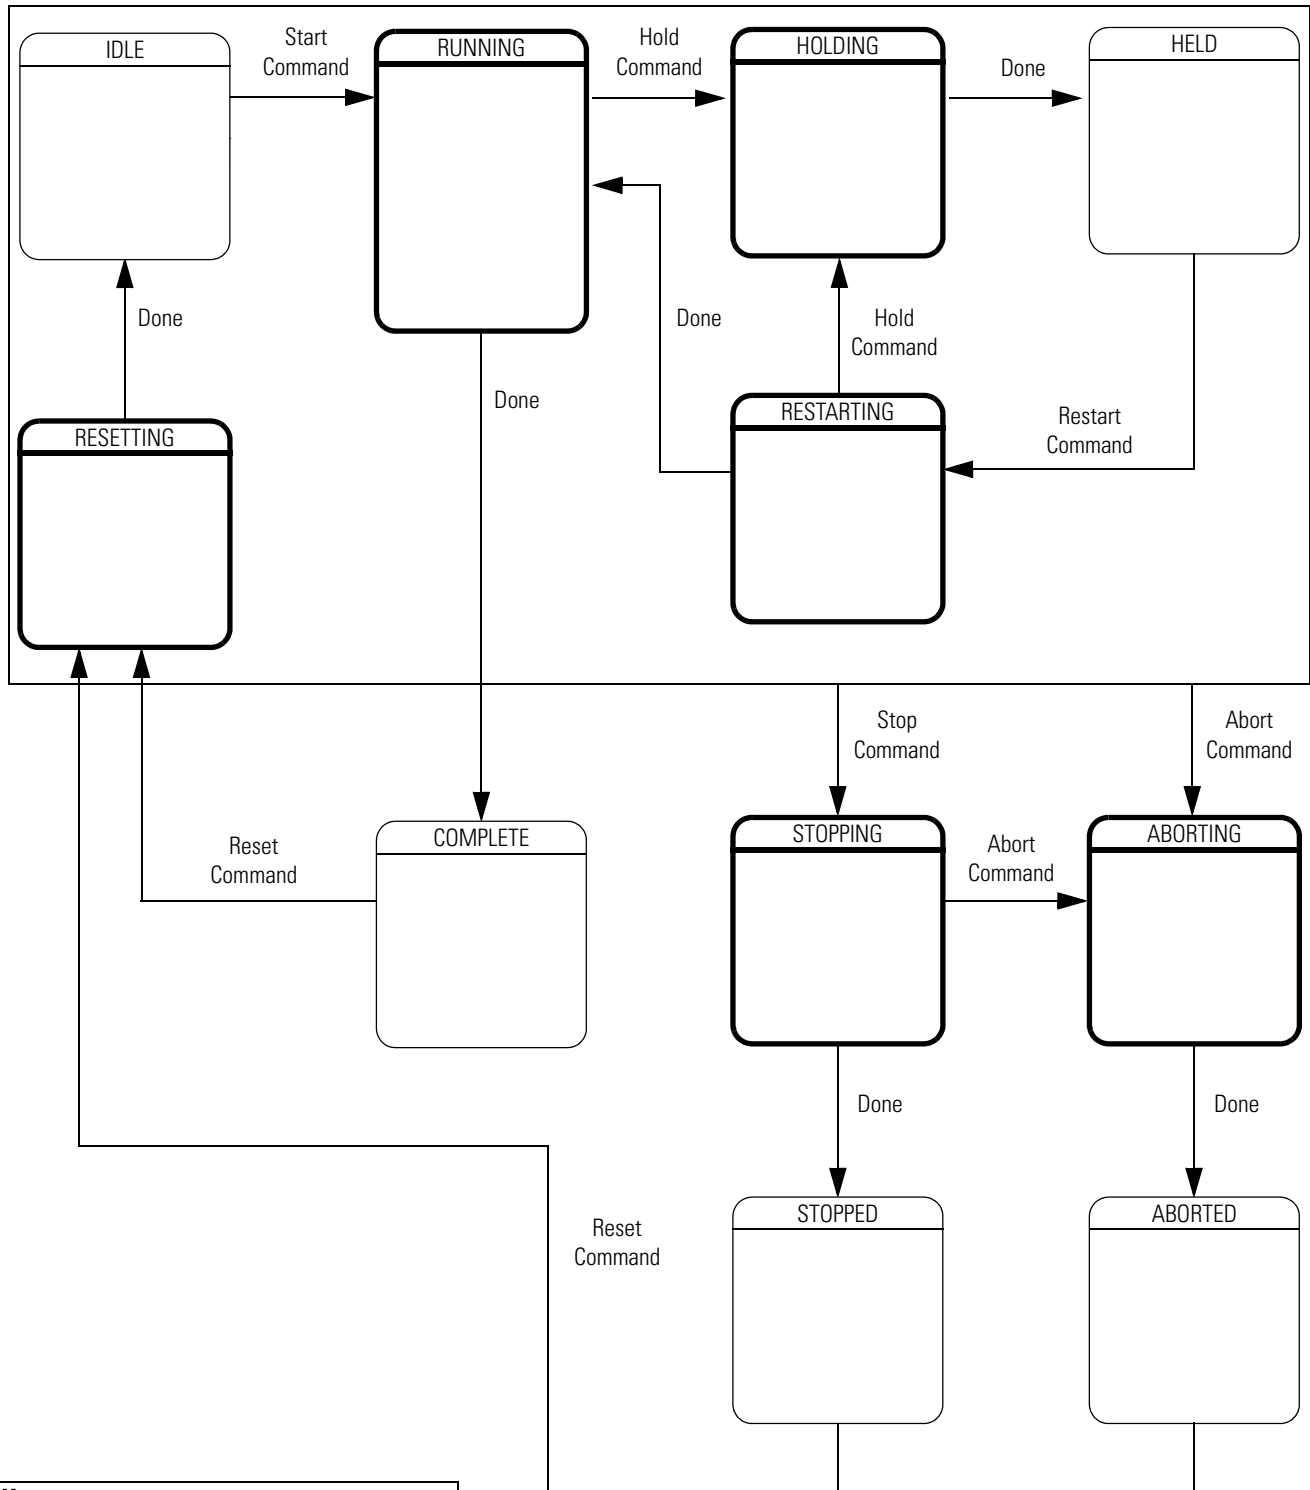 IDLE
Start
Command
RUNNING
Hold
Command
HOLDING
Done
HELD
Done
Done
Hold
Command
Done
RESETTING
RESTARTING
Restart
Command
Stop
Command
Abort
Command
Reset
Command
COMPLETE
STOPPING
Abort
Command
ABORTING
Done
Done
Reset
Command
STOPPED
ABORTED